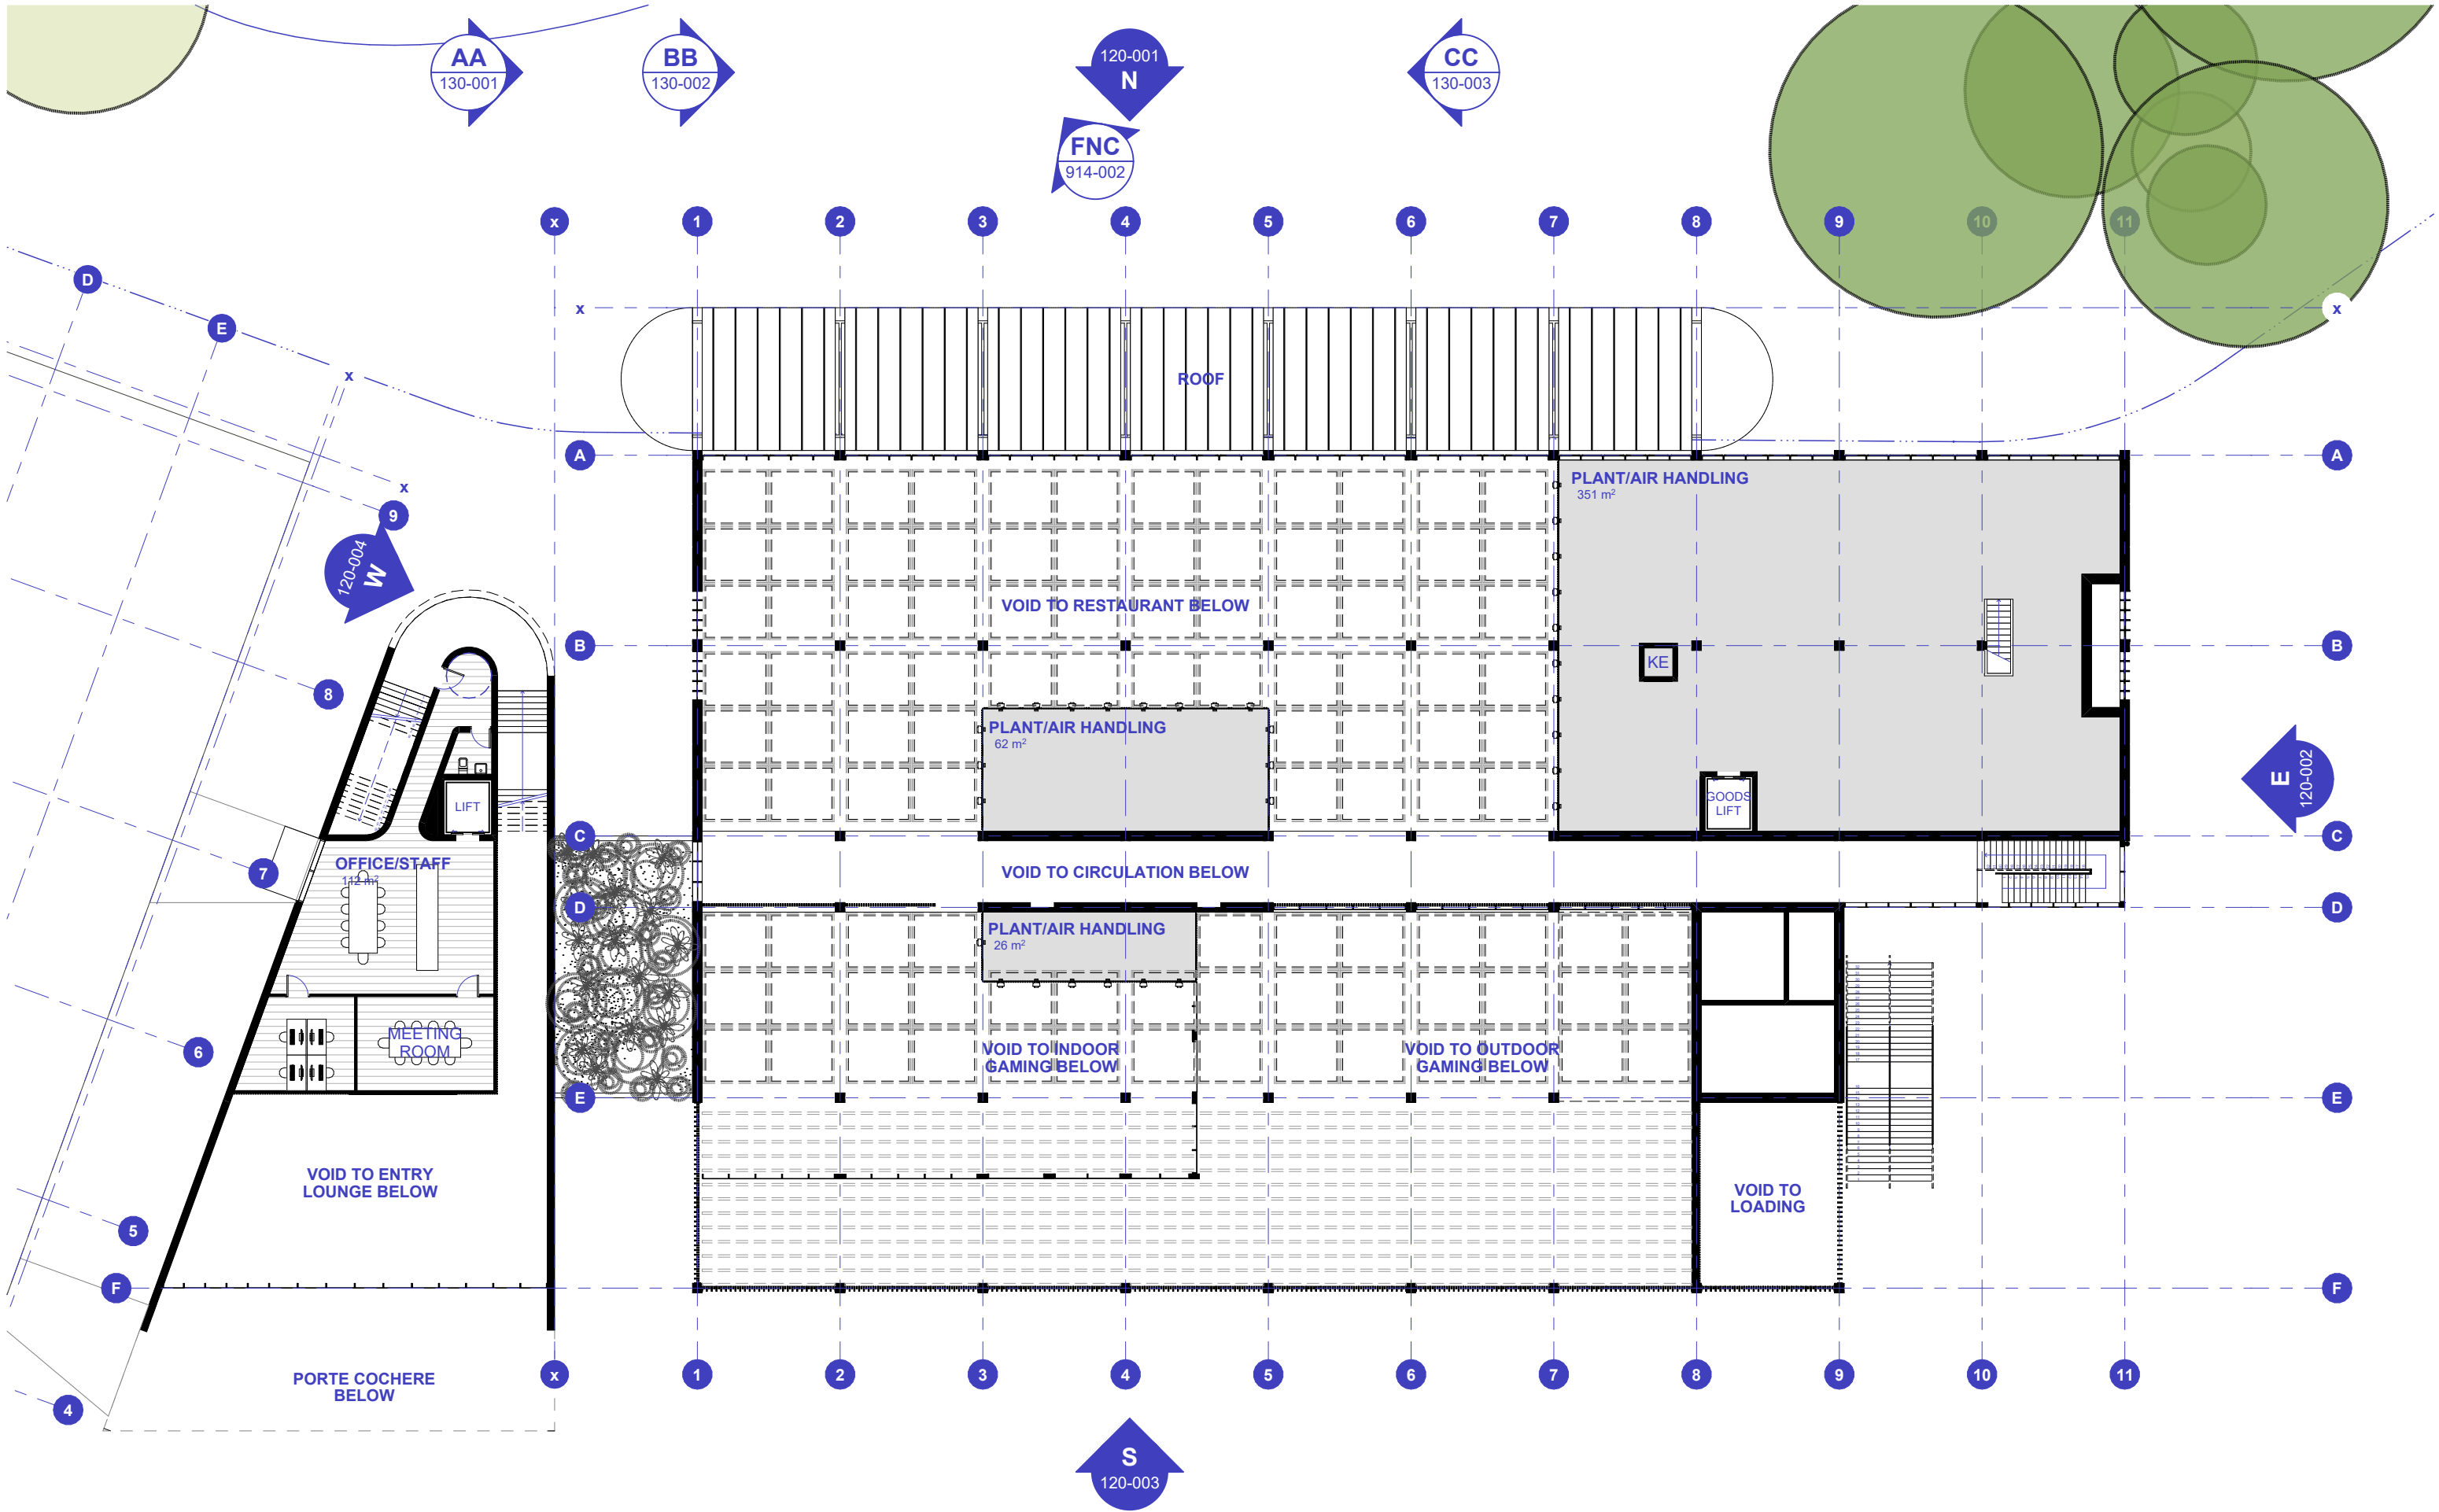 AA
130-001
BB
130-002
120-001
N
CC
130-003
FNC
914-002
x
1
2
3
4
5
6
7
8
9
10
11
D
E
x
x
x
ROOF
A
A
PLANT/AIR HANDLING
351 m²
x
9
120-004
W
VOID TO RESTAURANT BELOW
B
B
KE
8
PLANT/AIR HANDLING
62 m²
E
120-002
LIFT
GOODS
LIFT
C
C
OFFICE/STAFF
112 m²
7
VOID TO CIRCULATION BELOW
D
D
PLANT/AIR HANDLING
26 m²
MEETING
ROOM
6
VOID TO INDOOR
GAMING BELOW
VOID TO OUTDOOR
GAMING BELOW
E
E
VOID TO ENTRY
LOUNGE BELOW
VOID TO
LOADING
5
F
F
PORTE COCHERE
BELOW
x
1
2
3
4
5
6
7
8
9
10
11
4
S
120-003